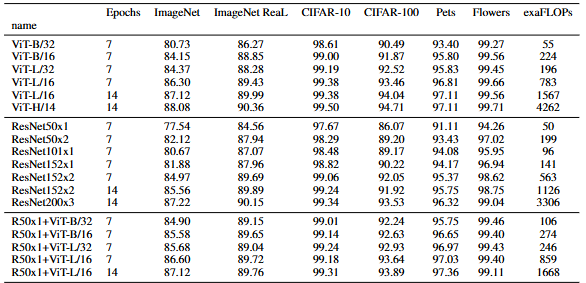 Epochs ImageNet ImageNet ReaL CIFAR-10 CIFAR-100 Pets Flowers exaFLOPs
name
ViT-B/32 7 80.73 86.27 98.61 90.49 93.40 99.27 55
ViT-B/16 7 84.15 88.85 99.00 91.87 95.80 99.56 224
ViT-L/32 7 84.37 88.28 99.19 92.52 95.83 99.45 196
ViT-L/16 7 86.30 89.43 99.38 93.46 96.81 99.66 783
ViT-L/16 14 87.12 89.99 99.38 94.04 97.11 99.56 1567
ViT-H/14 14 88.08 90.36 99.50 94.71 97.11 99.71 4262
ResNet50x1 7 77.54 84.56 97.67 86.07 91.11 94.26 50
ResNet50x2 7 82.12 87.94 98.29 89.20 93.43 97.02 199
ResNet101x1 7 80.67 87.07 98.48 89.17 94.08 95.95 96
ResNet152x1 7 81.88 87.96 98.82 90.22 94.17 96.94 141
ResNet152x2 7 84.97 89.69 99.06 92.05 95.37 98.62 563
ResNet152x2 14 85.56 89.89 99.24 91.92 95.75 98.75 1126
ResNet200x3 14 87.22 90.15 99.34 93.53 96.32 99.04 3306
R50x1+ViT-B/32 7 84.90 89.15 99.01 92.24 95.75 99.46 106
R50x1+ViT-B/16 7 85.58 89.65 99.14 92.63 96.65 99.40 274
R50x1+ViT-L/32 7 85.68 89.04 99.24 92.93 96.97 99.43 246
R50x1+ViT-L/16 7 86.60 89.72 99.18 93.64 97.03 99.40 859
R50x1+ViT-L/16 14 87.12 89.76 99.31 93.89 97.36 99.11 1668